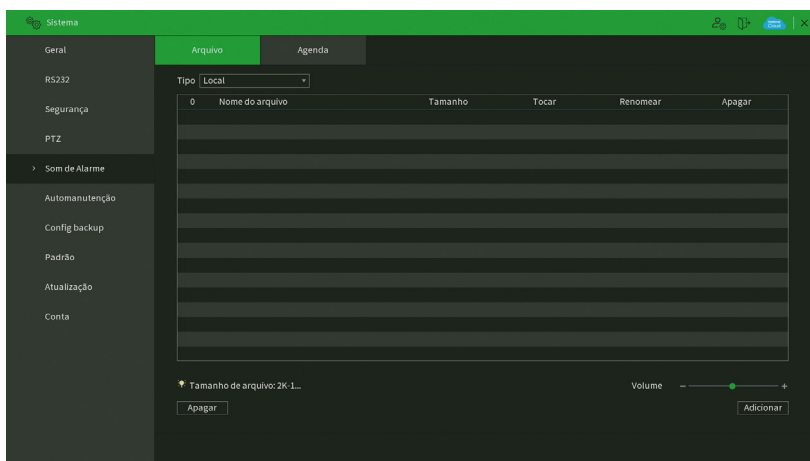 Sistema
Geral
RS232
Segurança
PTZ
Som de Alarme
Automanutenção
Config backup
Padrão
Atualização
Conta
Arquivo Agenda
Tipo Local
0 Nome do arquivo Tamanho Tocar Renomear Apagar
Tamanho de arquivo: 2K-1...
Volume - +
Apagar Adicionar